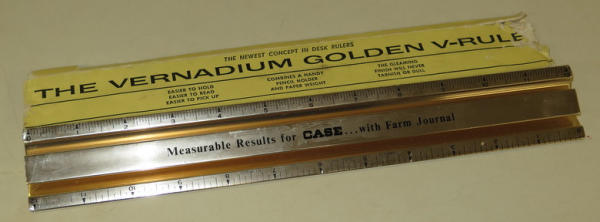 THE NEWEST CONCEPT IN DESK RULERS
THE VERNADIUM GOLDEN V-RULE
EASIER TO HOLD
EASIER TO READ
EASIER TO PICK UP
COMBINES A HANDY
PENCIL HOLDER
AND PAPER WEIGHT
THE GLEAMING
FINISH WILL NEVER
TARNISH OR DULL
Measurable Results for CASE...with Farm Journal